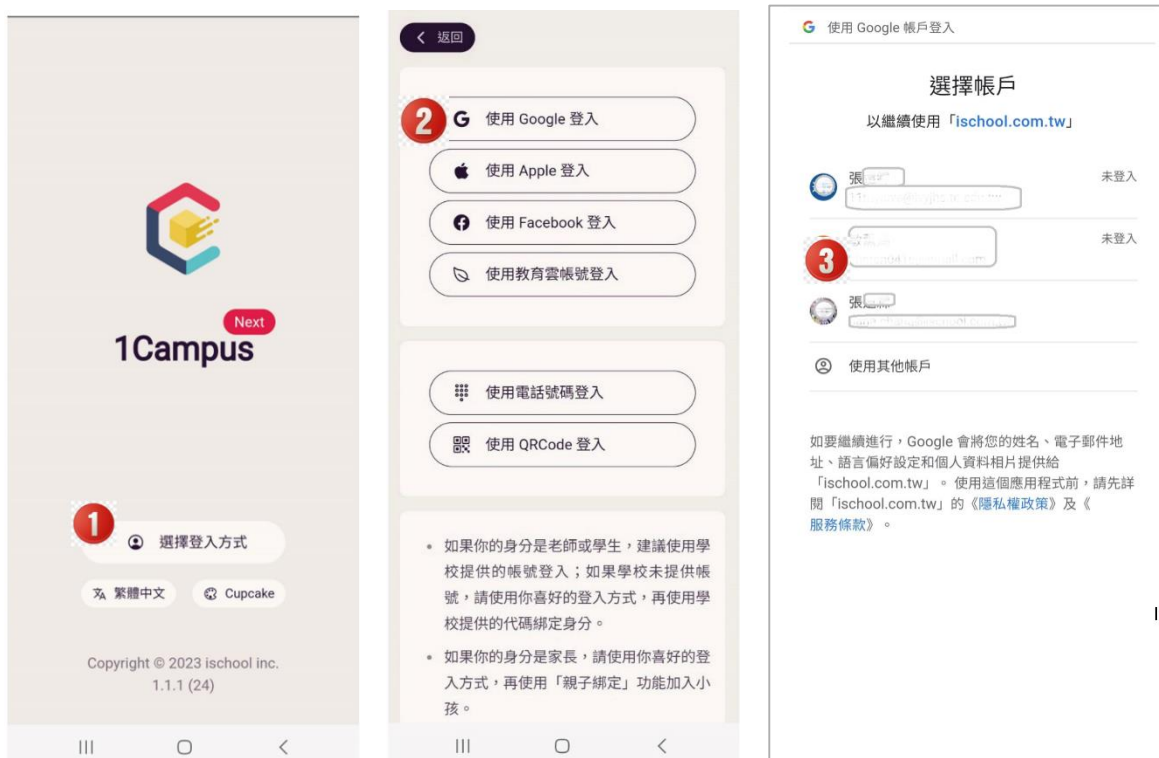 Next
1Campus
1
選擇登入方式
繁體中文
Cupcake
Copyright © 2023 ischool inc.
1.1.1 (24)
返回
2
使用 Google 登入
使用 Apple 登入
使用 Facebook 登入
使用教育雲帳號登入
使用電話號碼登入
使用 QRCode 登入
如果你的身分是老師或學生，建議使用學
校提供的帳號登入；如果學校未提供帳
號，請使用你喜好的登入方式，再使用學
校提供的代碼綁定身分。
如果你的身分是家長，請使用你喜好的登
入方式，再使用「親子綁定」功能加入小
孩。
使用 Google 帳戶登入
選擇帳戶
以繼續使用「ischool.com.tw」
張
未登入
未登入
3
張
使用其他帳戶
如要繼續進行，Google 會將您的姓名、電子郵件地
址、語言偏好設定和個人資料相片提供給
「ischool.com.tw」。 使用這個應用程式前，請先詳
閱「ischool.com.tw」的《隱私權政策》及《
服務條款》。